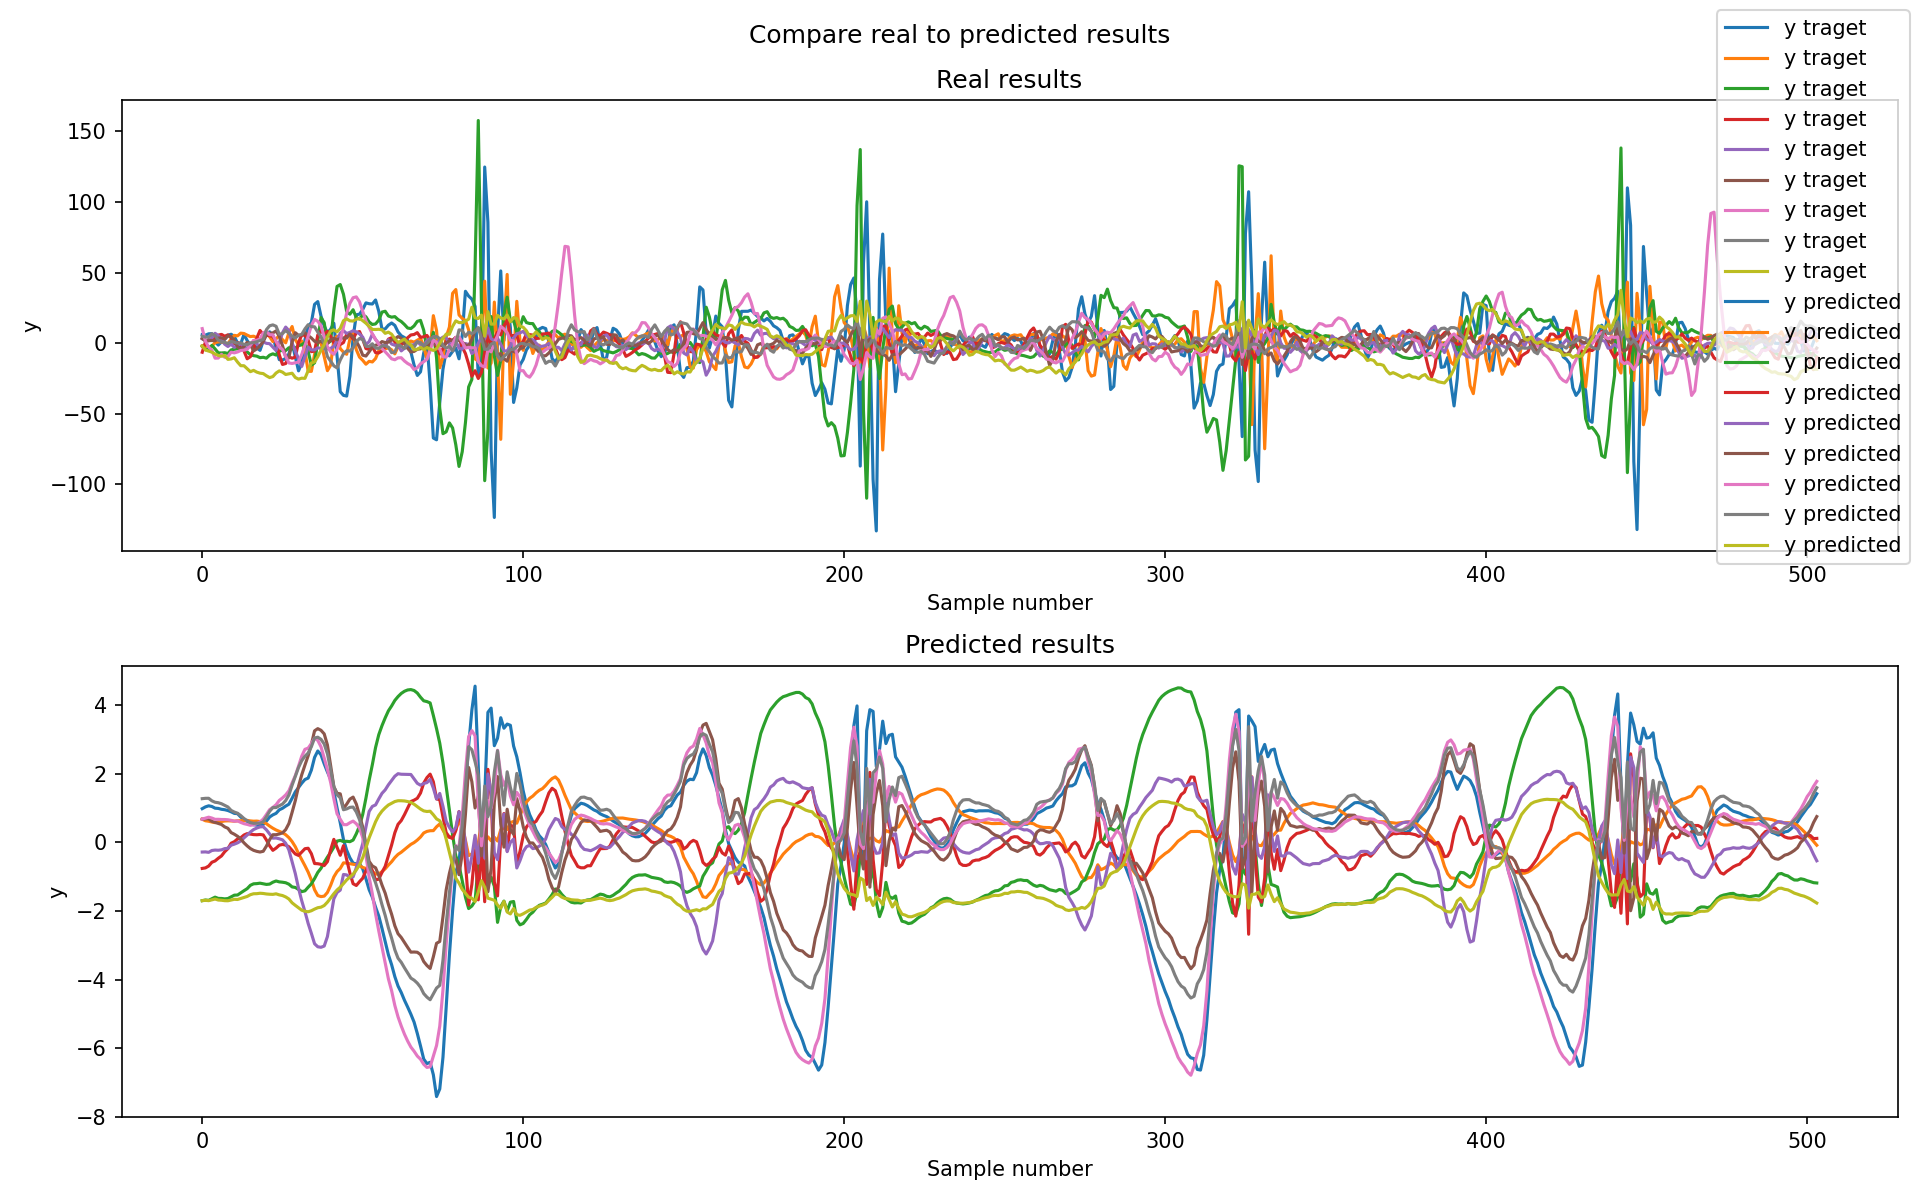 Compare real to predicted results
Real results
y traget
y traget
y traget
y traget
y traget
y traget
y traget
y traget
y traget
y predicted
y predicted
y predicted
y predicted
y predicted
y predicted
y predicted
y predicted
y predicted
150
100
50
0
−50
−100
y
0
100
200
300
400
500
Sample number
Predicted results
4
2
0
−2
−4
−6
−8
y
0
100
200
300
400
500
Sample number